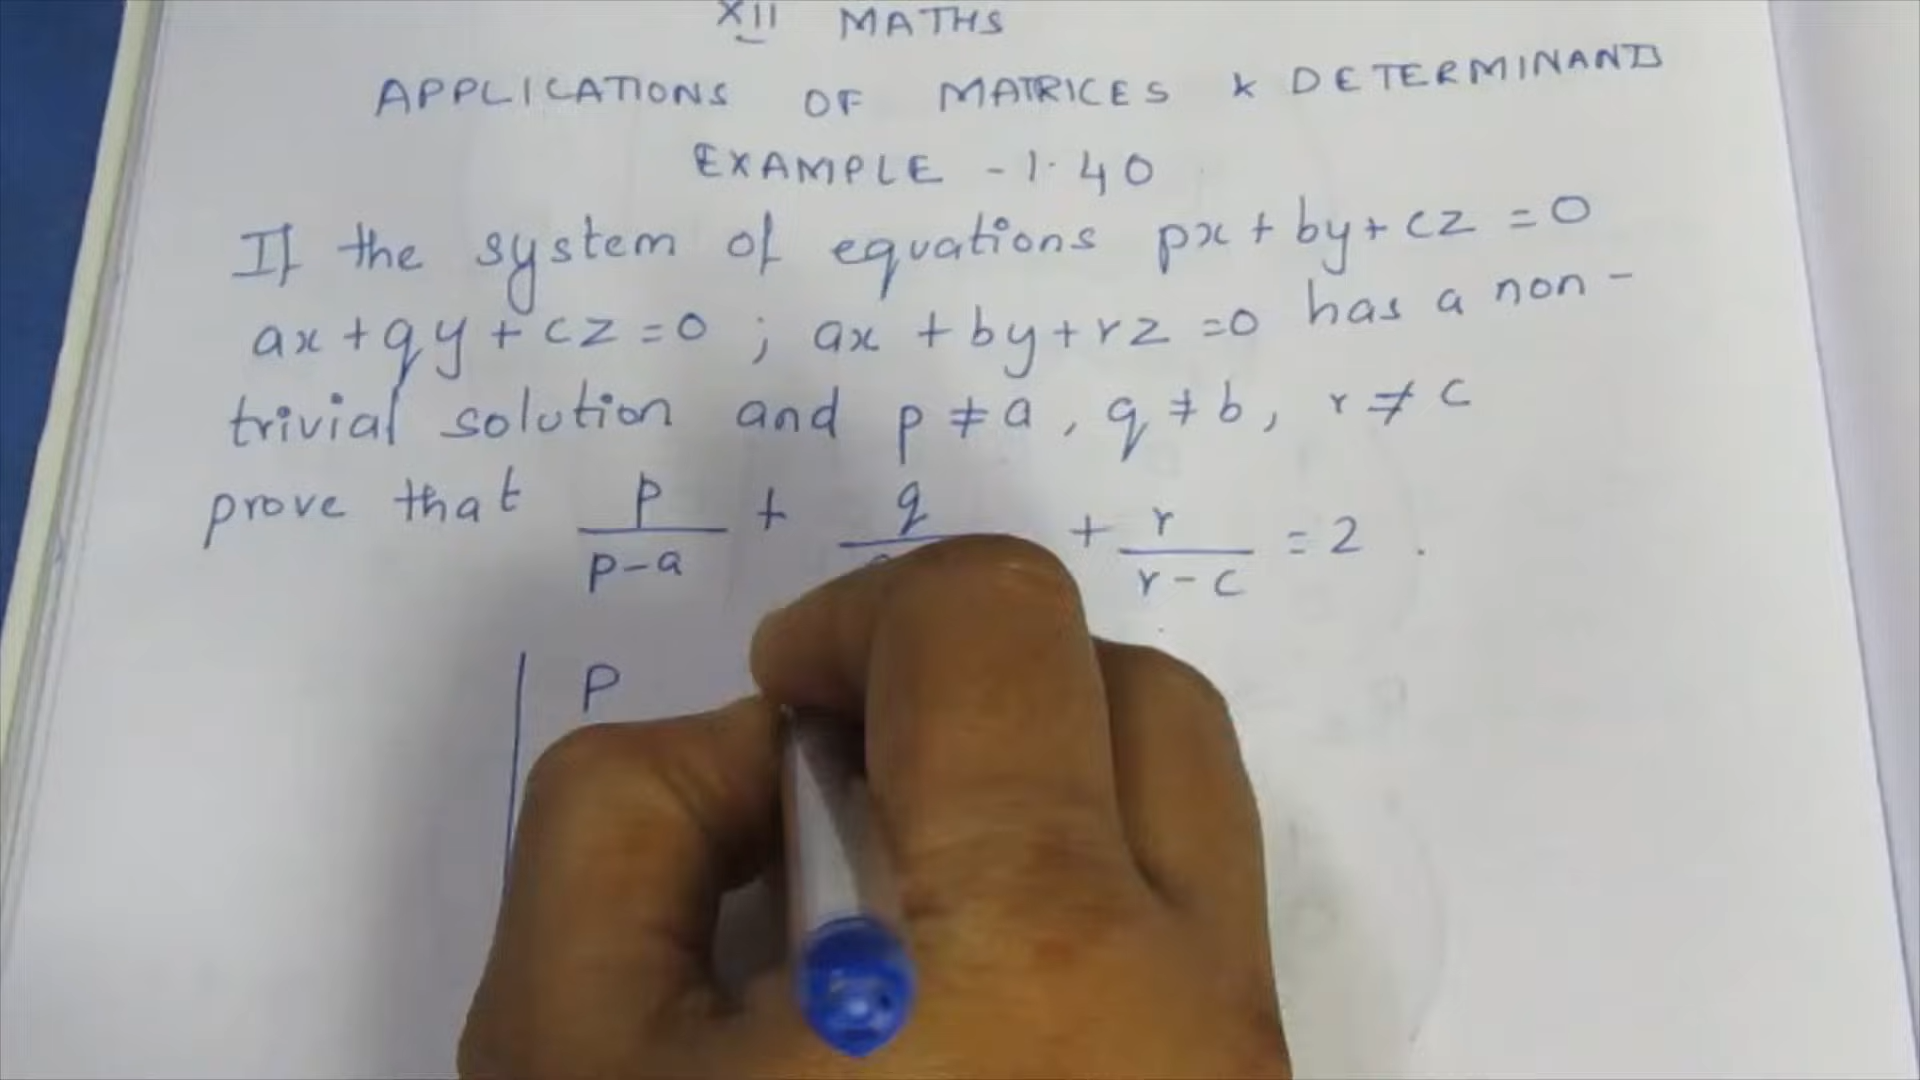 XII MATHS
APPLICATIONS OF MATRICES & DETERMINANTS
EXAMPLE - 1.40
If the system of equations px + by + cz = 0
ax + qy + cz = 0 ; ax + by + rz = 0 has a non -
trivial solution and p ≠ a, q ≠ b, r ≠ c
prove that p/p-a + q/ + r/r-c = 2 .
P